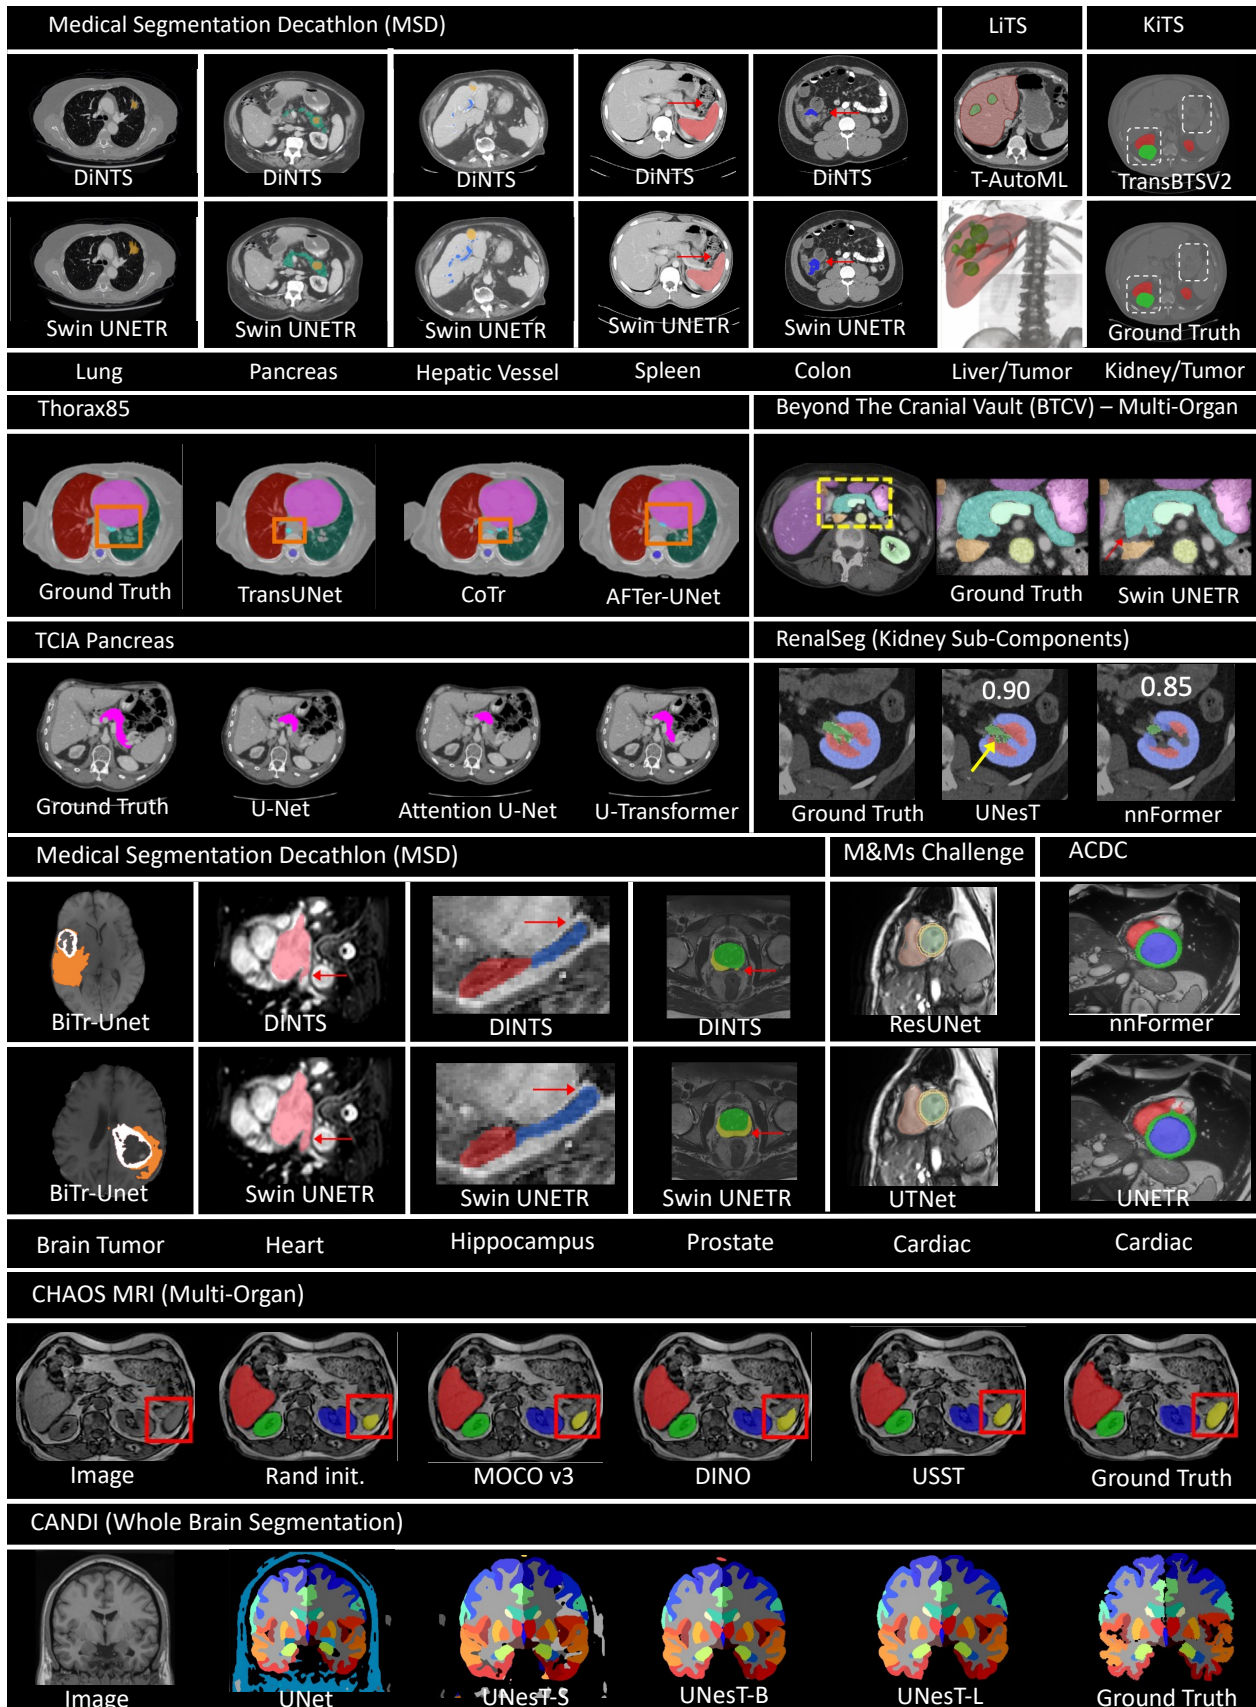 Medical Segmentation Decathlon (MSD) LiTS KiTS
DiNTS DiNTS DiNTS DiNTS DiNTS T-AutoML TransBTSV2
Swin UNETR Swin UNETR Swin UNETR Swin UNETR Swin UNETR Ground Truth
Lung Pancreas Hepatic Vessel Spleen Colon Liver/Tumor Kidney/Tumor
Thorax85 Beyond The Cranial Vault (BTCV) – Multi-Organ
Ground Truth TransUNet CoTr AFTer-UNet Ground Truth Swin UNETR
TCIA Pancreas RenalSeg (Kidney Sub-Components)
0.90 0.85
Ground Truth U-Net Attention U-Net U-Transformer Ground Truth UNesT nnFormer
Medical Segmentation Decathlon (MSD) M&Ms Challenge ACDC
BiTr-Unet DINTS DINTS DINTS ResUNet nnFormer
BiTr-Unet Swin UNETR Swin UNETR Swin UNETR UTNet UNETR
Brain Tumor Heart Hippocampus Prostate Cardiac Cardiac
CHAOS MRI (Multi-Organ)
Image Rand init. MOCO v3 DINO USST Ground Truth
CANDI (Whole Brain Segmentation)
Image UNet UNesT-S UNesT-B UNesT-L Ground Truth